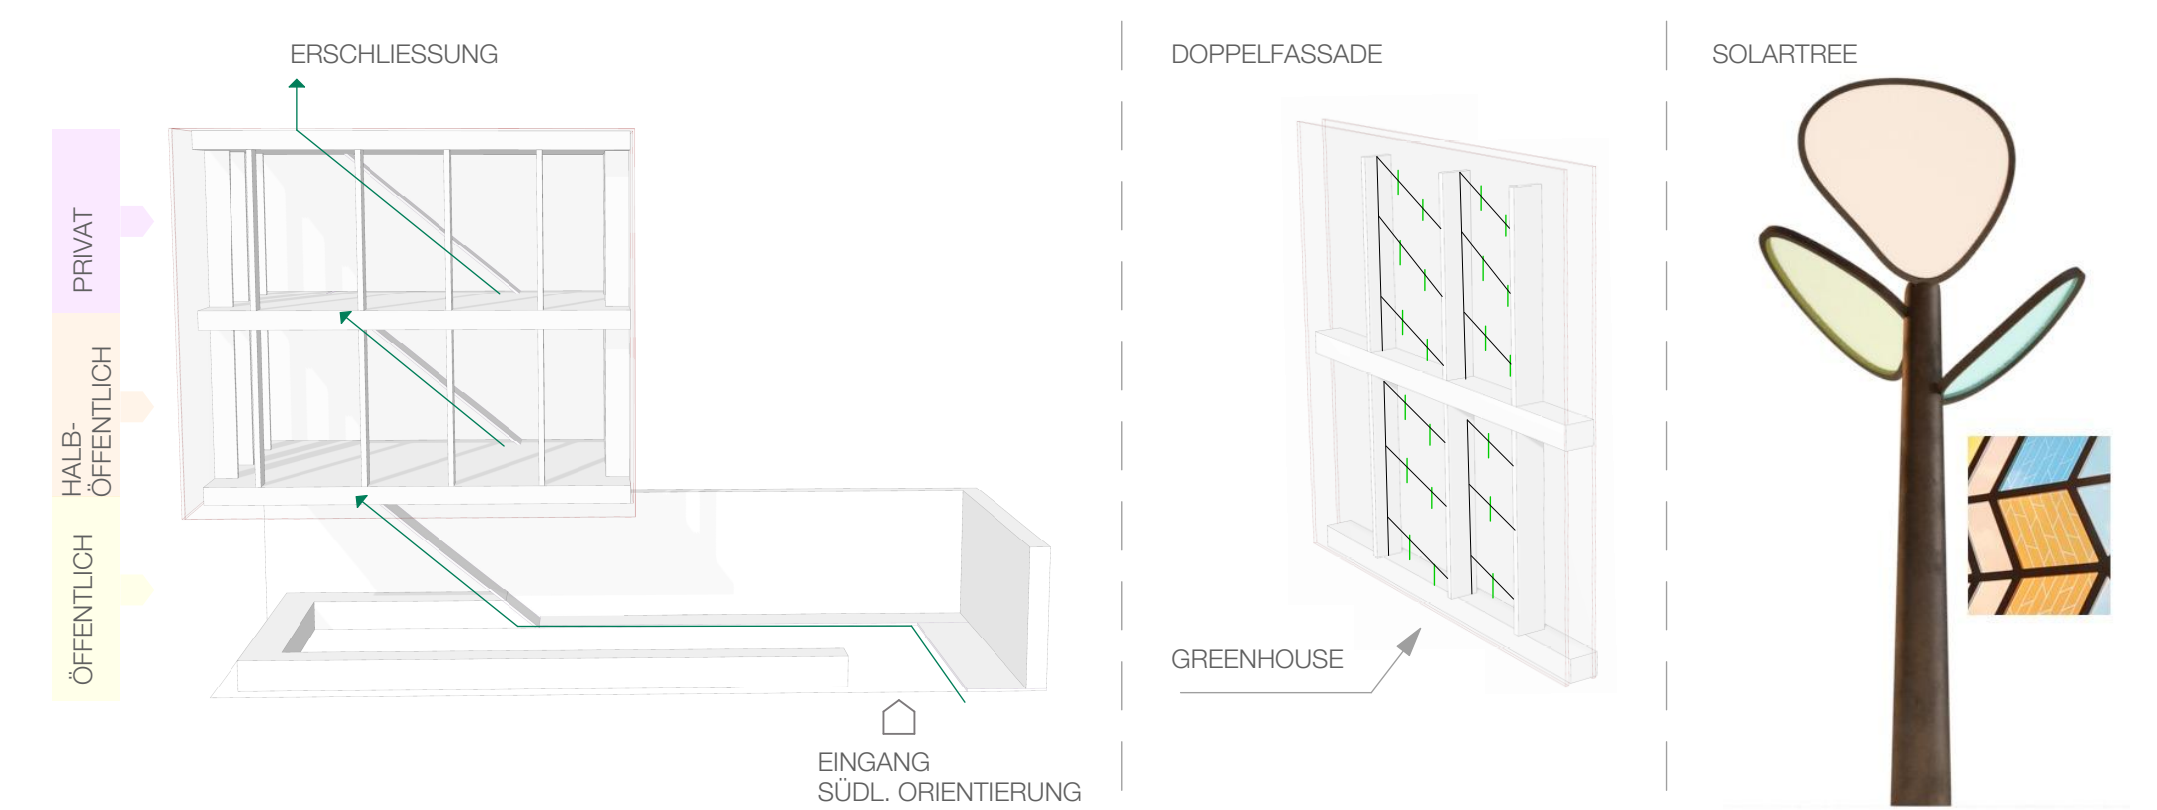 ERSCHLIESSUNG
PRIVAT
HALB-
ÖFFENTLICH
ÖFFENTLICH
EINGANG
SÜDL. ORIENTIERUNG
DOPPELFASSADE
GREENHOUSE
SOLARTREE